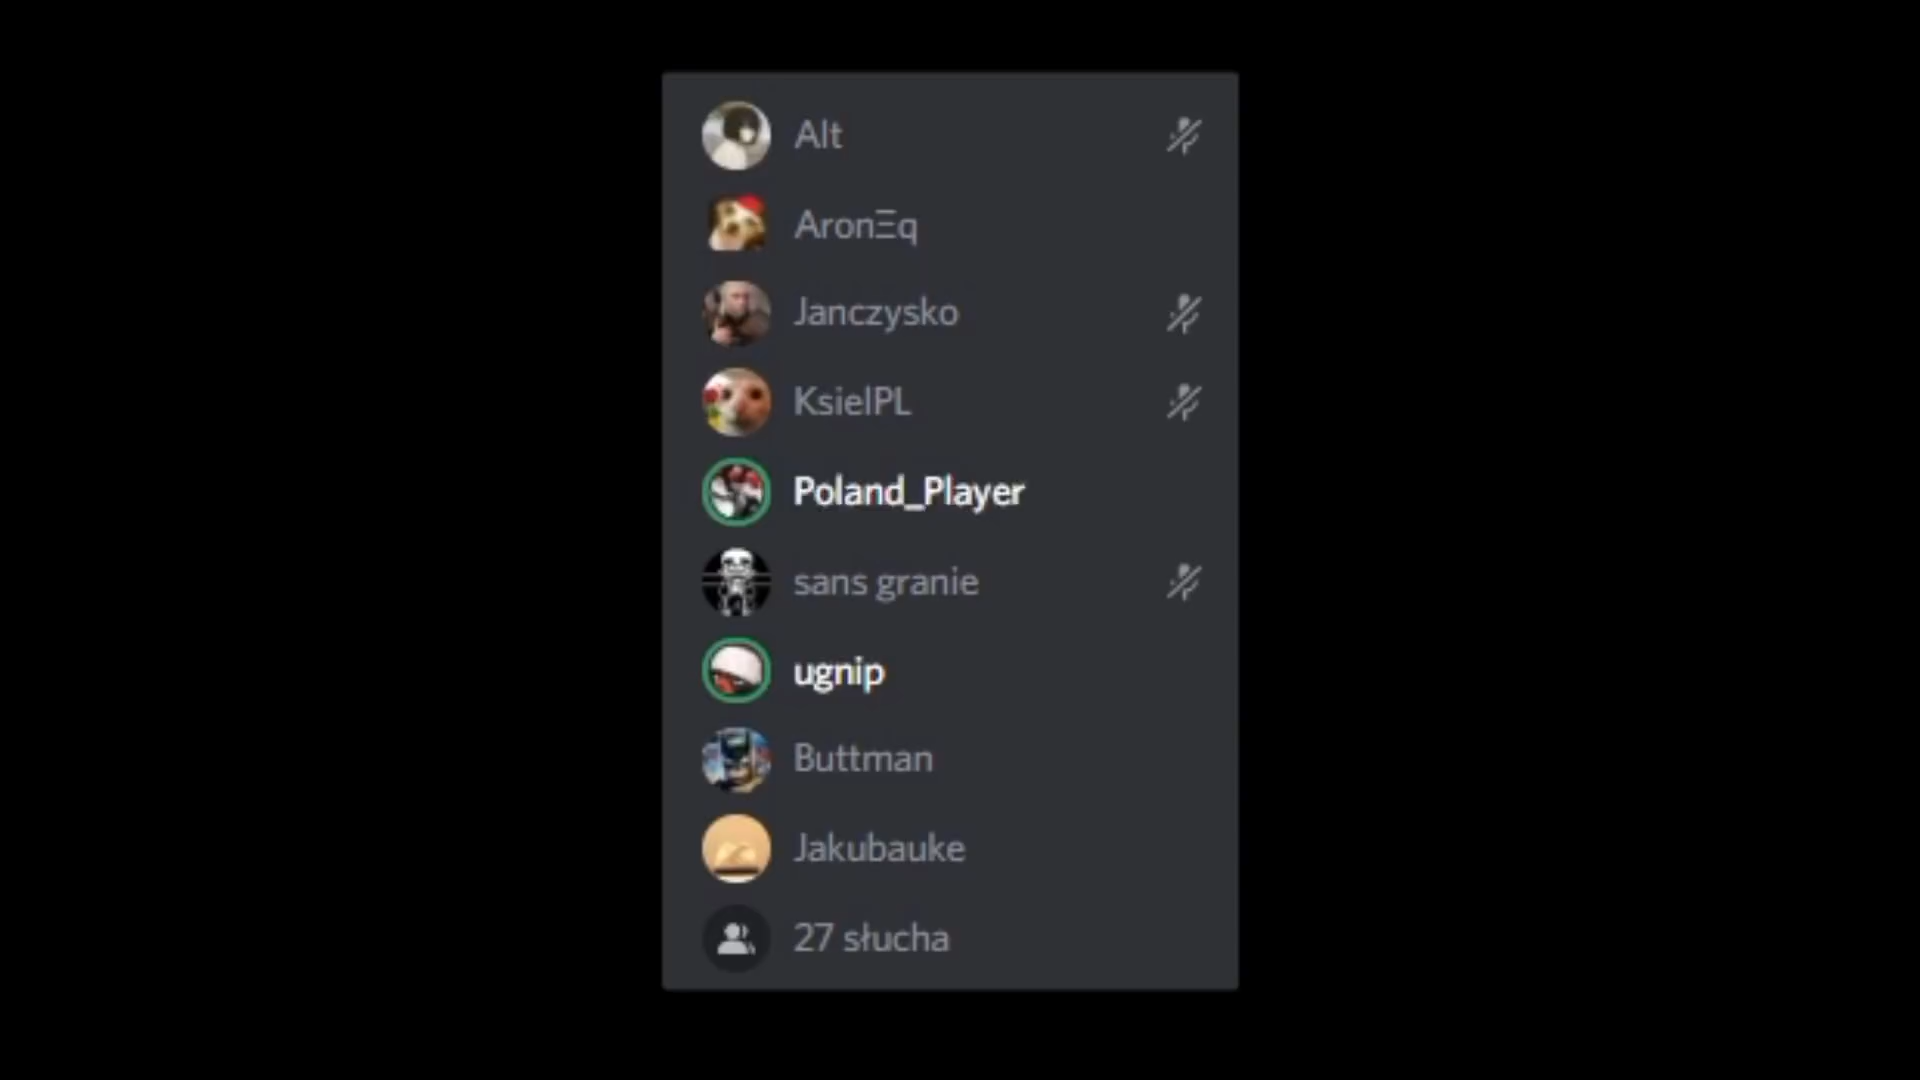 Alt
AronΞq
Janczysko
KsielPL
Poland_Player
sans granie
ugnip
Buttman
Jakubauke
27 słucha